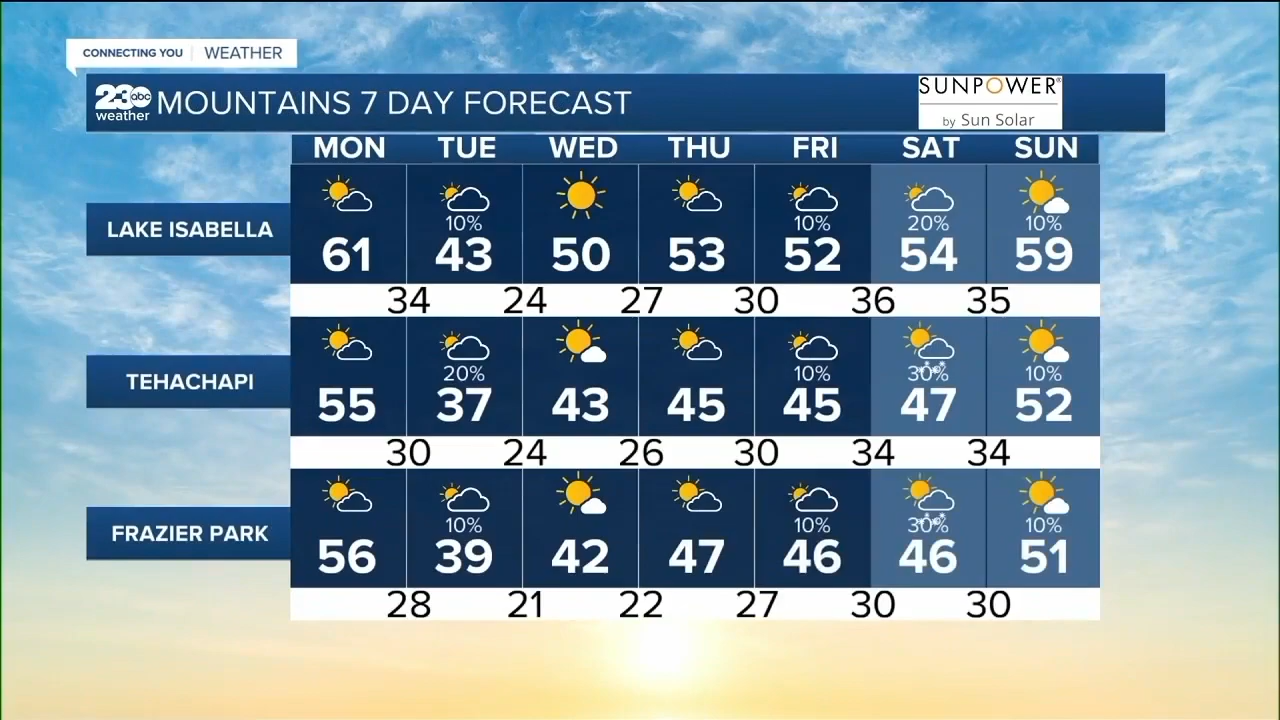 CONNECTING YOU | WEATHER
23 abc
weather
MOUNTAINS 7 DAY FORECAST
SUNPOWER®
by Sun Solar
MON TUE WED THU FRI SAT SUN
LAKE ISABELLA
10% 10% 20% 10%
61 43 50 53 52 54 59
34 24 27 30 36 35
TEHACHAPI
20% 10% 30% 10%
55 37 43 45 45 47 52
30 24 26 30 34 34
FRAZIER PARK
10% 10% 30% 10%
56 39 42 47 46 46 51
28 21 22 27 30 30